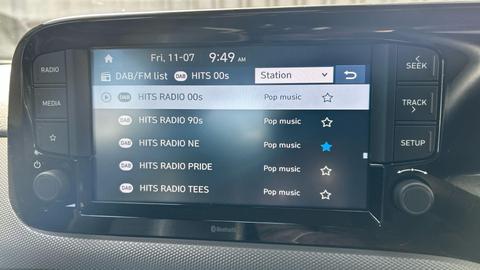 Fri, 11-07 9:49 AM
DAB/FM list DAB HITS 00s Station
DAB HITS RADIO 00s Pop music
DAB HITS RADIO 90s Pop music
DAB HITS RADIO NE Pop music
DAB HITS RADIO PRIDE Pop music
DAB HITS RADIO TEES Pop music
RADIO
MEDIA
SEEK
TRACK
SETUP
Bluetooth